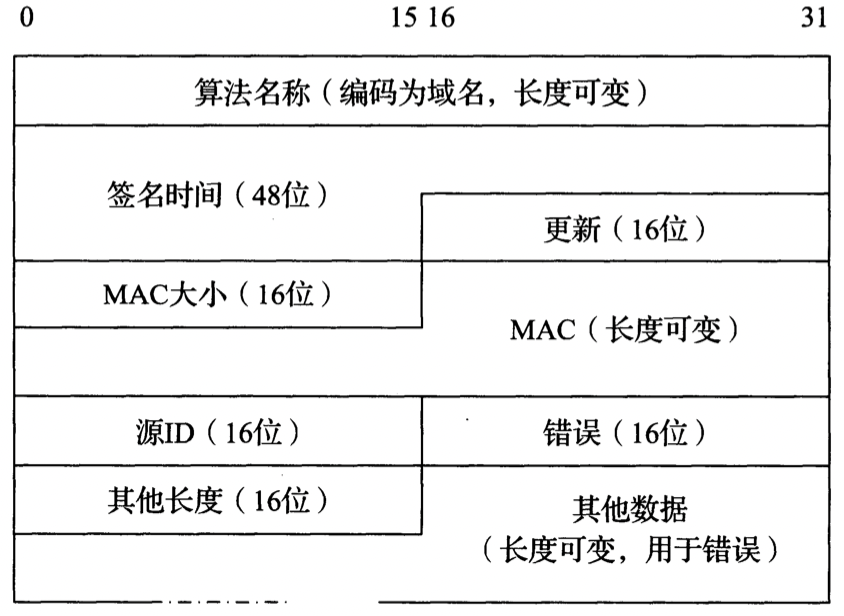 0 15 16 31
算法名称（编码为域名，长度可变）
签名时间（48位）
更新（16位）
MAC大小（16位）
MAC（长度可变）
源ID（16位） 错误（16位）
其他长度（16位）
其他数据
（长度可变，用于错误）